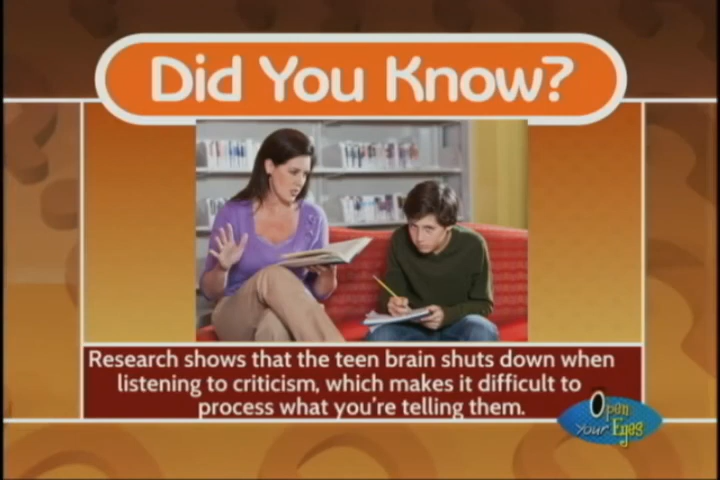 Did You Know?
Research shows that the teen brain shuts down when
listening to criticism, which makes it difficult to
process what you're telling them.
Open
Your Eyes